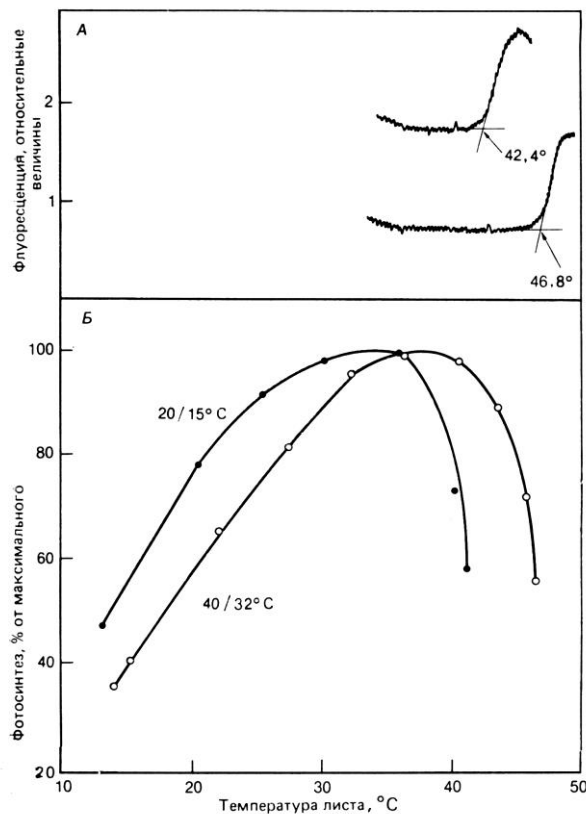 А
Флуоресценция, относительные
величины
2
1
42,4°
46.8°
Б
Фотосинтез, % от максимального
100
80
60
40
20
20/15°C
40/32°C
10
20
30
40
50
Температура листа, °C